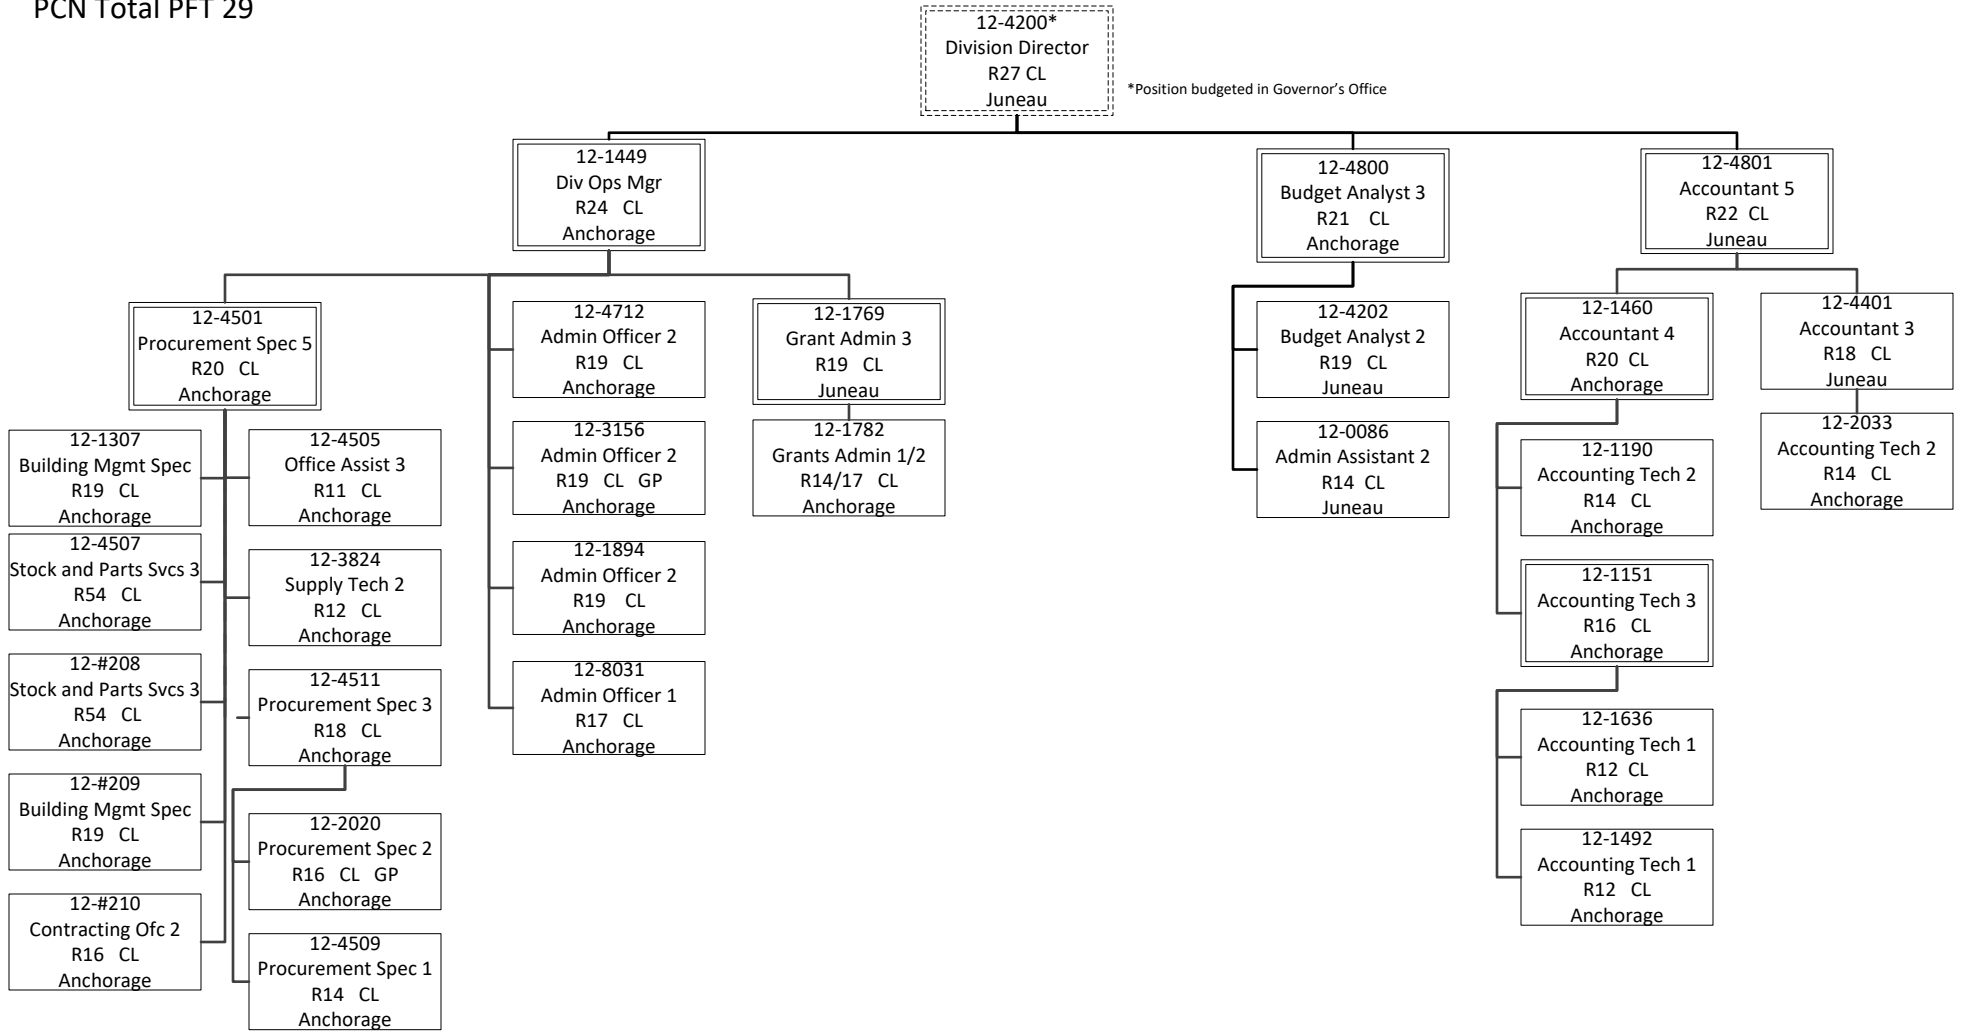 PCN Total PFT 29
12-4200*
Division Director
R27 CL
Juneau
*Position budgeted in Governor's Office
12-1449
Div Ops Mgr
R24 CL
Anchorage
12-4800
Budget Analyst 3
R21 CL
Anchorage
12-4801
Accountant 5
R22 CL
Juneau
12-4501
Procurement Spec 5
R20 CL
Anchorage
12-1307
Building Mgmt Spec
R19 CL
Anchorage
12-4507
Stock and Parts Svcs 3
R54 CL
Anchorage
12-#208
Stock and Parts Svcs 3
R54 CL
Anchorage
12-#209
Building Mgmt Spec
R19 CL
Anchorage
12-#210
Contracting Ofc 2
R16 CL
Anchorage
12-4505
Office Assist 3
R11 CL
Anchorage
12-3824
Supply Tech 2
R12 CL
Anchorage
12-4511
Procurement Spec 3
R18 CL
Anchorage
12-2020
Procurement Spec 2
R16 CL GP
Anchorage
12-4509
Procurement Spec 1
R14 CL
Anchorage
12-4712
Admin Officer 2
R19 CL
Anchorage
12-3156
Admin Officer 2
R19 CL GP
Anchorage
12-1894
Admin Officer 2
R19 CL
Anchorage
12-8031
Admin Officer 1
R17 CL
Anchorage
12-1769
Grant Admin 3
R19 CL
Juneau
12-1782
Grants Admin 1/2
R14/17 CL
Anchorage
12-4202
Budget Analyst 2
R19 CL
Juneau
12-0086
Admin Assistant 2
R14 CL
Juneau
12-1460
Accountant 4
R20 CL
Anchorage
12-1190
Accounting Tech 2
R14 CL
Anchorage
12-1151
Accounting Tech 3
R16 CL
Anchorage
12-1636
Accounting Tech 1
R12 CL
Anchorage
12-1492
Accounting Tech 1
R12 CL
Anchorage
12-4401
Accountant 3
R18 CL
Juneau
12-2033
Accounting Tech 2
R14 CL
Anchorage